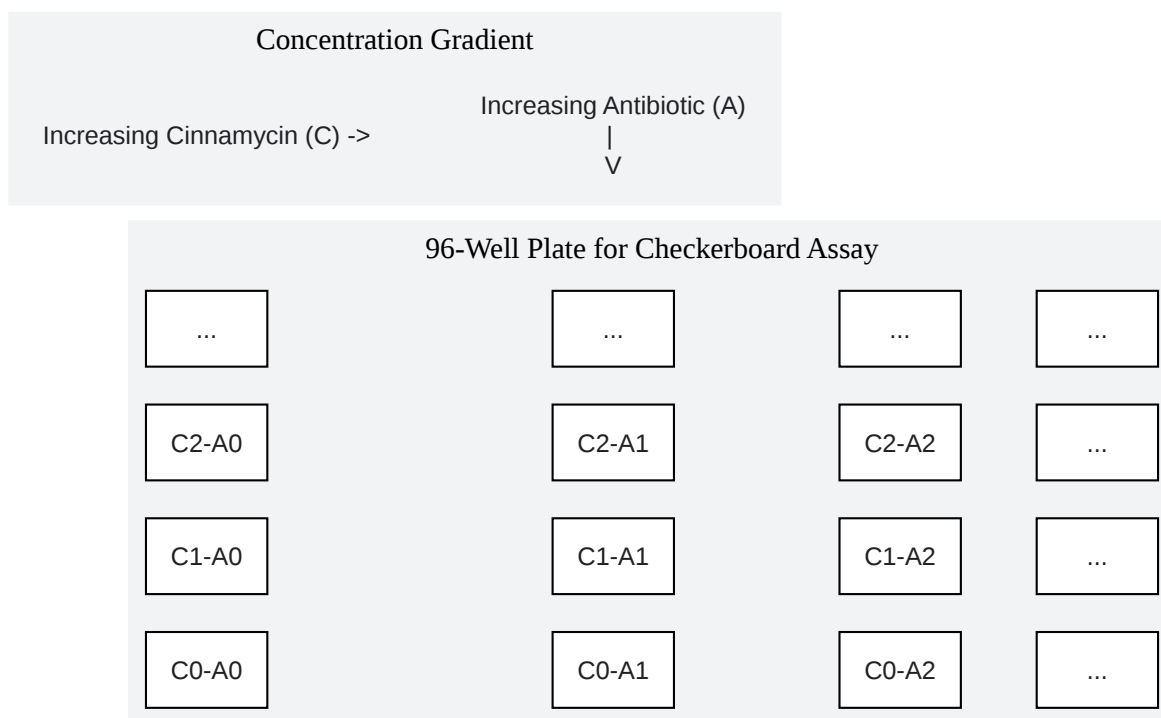 Concentration Gradient
Increasing Cinnamycin (C) ->
Increasing Antibiotic (A)
|
V
96-Well Plate for Checkerboard Assay
... ... ... ...
C2-A0 C2-A1 C2-A2 ...
C1-A0 C1-A1 C1-A2 ...
C0-A0 C0-A1 C0-A2 ...